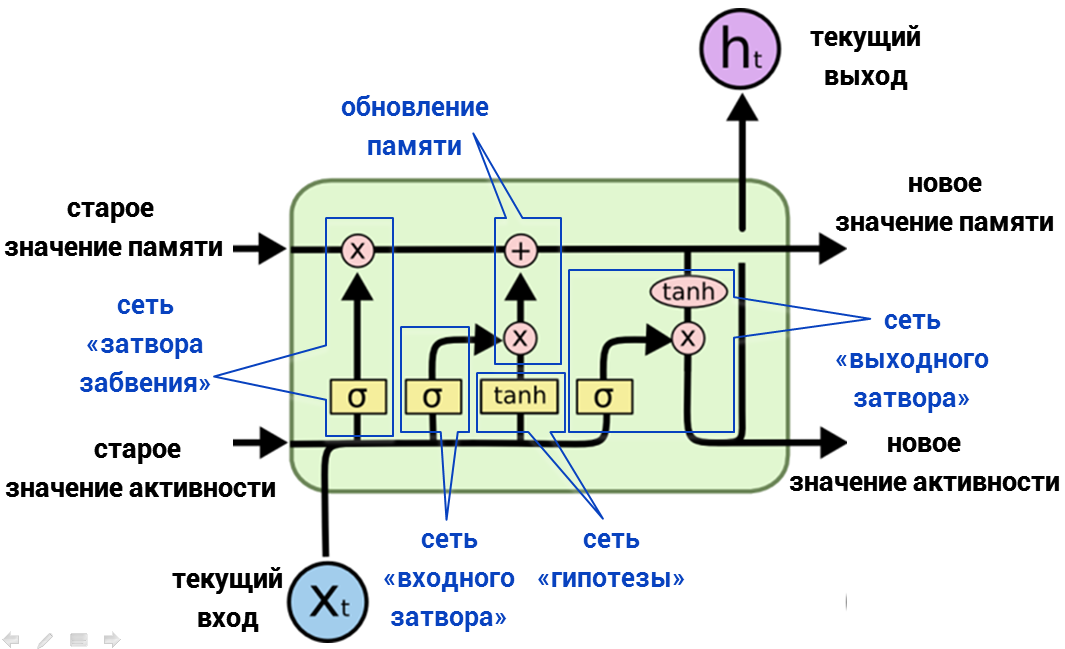 h t
текущий
выход
обновление
памяти
старое
значение памяти
новое
значение памяти
x
+
tanh
сеть
«затвора
забвения»
x
x
сеть
«выходного
затвора»
σ
σ
tanh
σ
старое
значение активности
новое
значение активности
сеть
«входного
затвора»
сеть
«гипотезы»
текущий
вход
X t